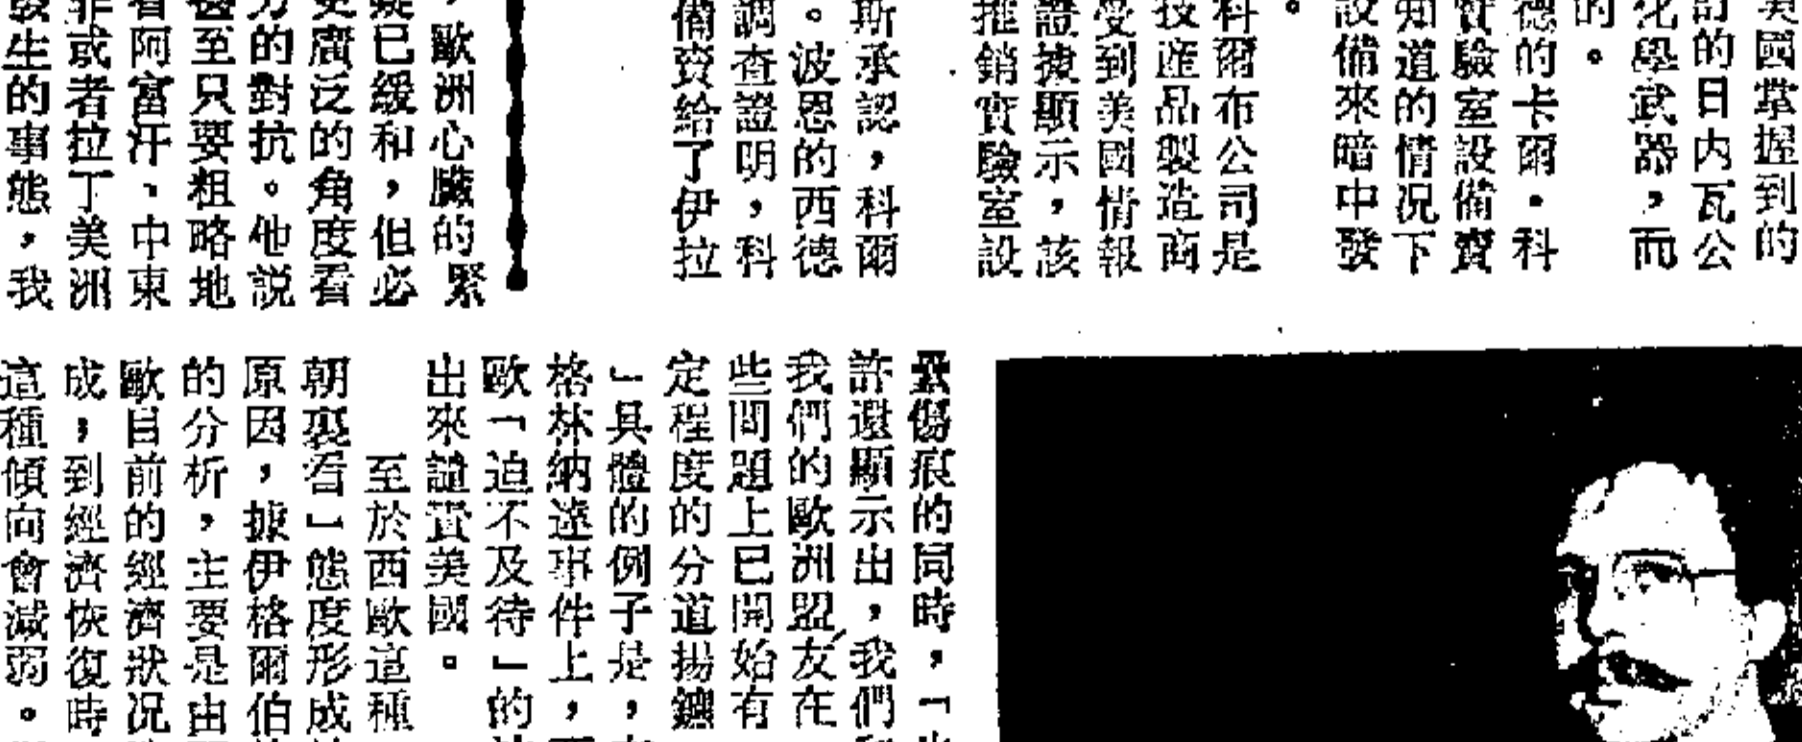 美國掌握到的
訂的日內瓦公
化學武器，而
的。
德的卡爾・科
實驗室設備賣
知道的情況下
設備來暗中發
。
科爾布公司是
技産品製造商
受到美國情報
證據顯示，該
推銷實驗室設
斯承認，科爾
。波恩的西德
調查證明，科
備賣給了伊拉
，歐洲心臟的緊
疑已緩和，但必
更廣泛的角度看
方的對抗。他説
甚至只要粗略地
看阿富汗、中東
非或者拉丁美洲
發生的事態，我
傷痕的同時，「
許還顯示出，我們
我們的歐洲盟友在
些問題上已開始有
定程度的分道揚鑣
」具體的例子是，
格林納達事件上，
歐「迫不及待」的
出來譴責美國。
至於西歐這種
朝裏看」態度形成
原因，據伊格爾伯
的分析，主要是由
歐目前的經濟狀況
成，到經濟恢復時
這種傾向會減弱。